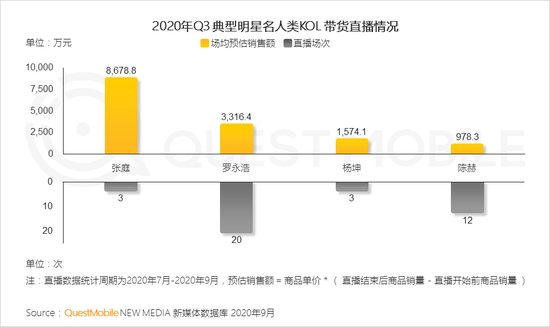 2020年Q3 典型明星名人类KOL 带货直播情况
单位：万元
场均预估销售额 直播场次
10,000
8,678.8
7,500
5,000
3,316.4
2,500
1,574.1
978.3
0
QUESTMOBILE
张庭 罗永浩 杨坤 陈赫
0
3 3
10
12
20
20
单位：次
注：直播数据统计周期为2020年7月-2020年9月，预估销售额 = 商品单价 *（ 直播结束后商品销量 - 直播开始前商品销量 ）
Source：QuestMobile NEW MEDIA 新媒体数据库 2020年9月